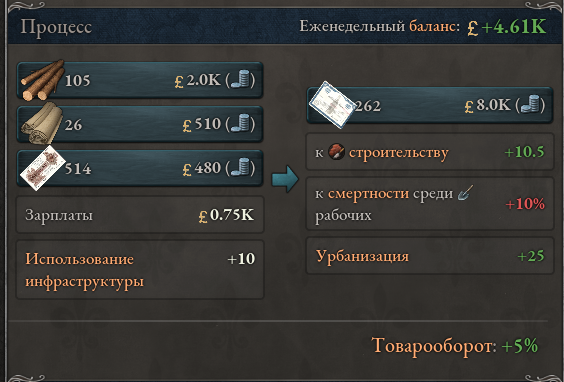 Процесс
Еженедельный баланс: £+4.61K
105 £2.0K ()
26 £510 ()
514 £480 ()
Зарплаты £0.75K
Использование +10
инфраструктуры
262 £8.0K ()
к строительству +10.5
к смертности среди
рабочих +10%
Урбанизация +25
Товарооборот: +5%